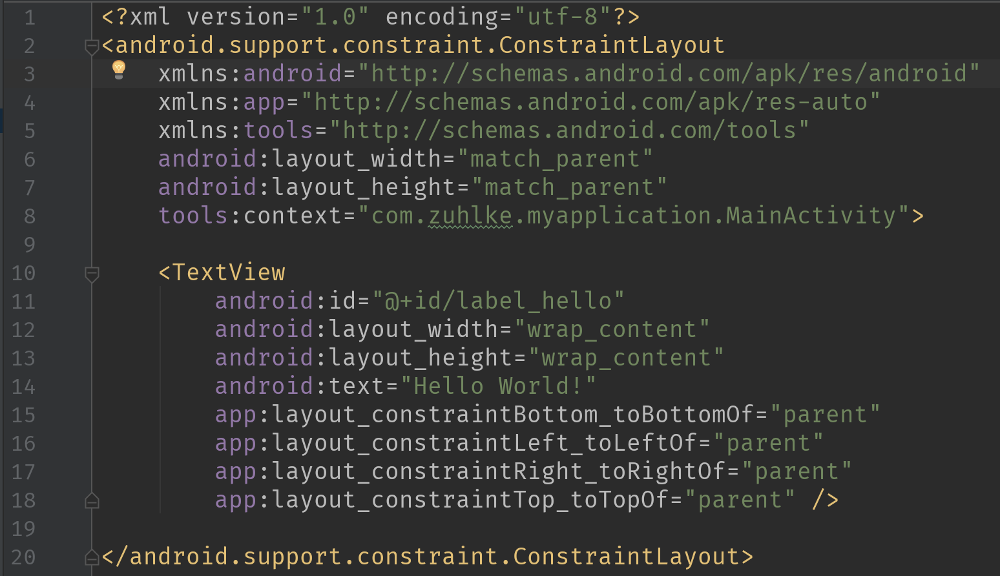 1 <?xml version="1.0" encoding="utf-8"?>
2 <android.support.constraint.ConstraintLayout
3     xmlns:android="http://schemas.android.com/apk/res/android"
4     xmlns:app="http://schemas.android.com/apk/res-auto"
5     xmlns:tools="http://schemas.android.com/tools"
6     android:layout_width="match_parent"
7     android:layout_height="match_parent"
8     tools:context="com.zuhlke.myapplication.MainActivity">
9
10     <TextView
11         android:id="@+id/label_hello"
12         android:layout_width="wrap_content"
13         android:layout_height="wrap_content"
14         android:text="Hello World!"
15         app:layout_constraintBottom_toBottomOf="parent"
16         app:layout_constraintLeft_toLeftOf="parent"
17         app:layout_constraintRight_toRightOf="parent"
18         app:layout_constraintTop_toTopOf="parent" />
19
20 </android.support.constraint.ConstraintLayout>